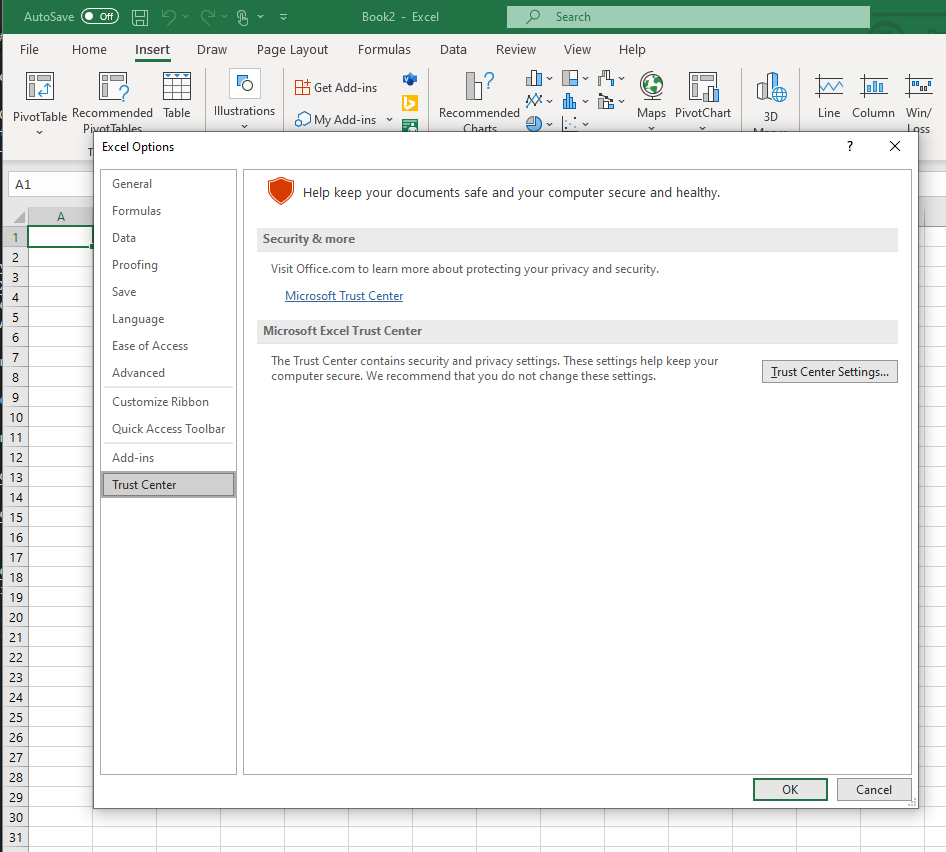 AutoSave Off Book2 - Excel Search
File Home Insert Draw Page Layout Formulas Data Review View Help
PivotTable Recommended PivotTables Table Illustrations Get Add-ins My Add-ins Recommended Charts Maps PivotChart 3D Line Column Win/ Loss
Excel Options ?
A1
A
General
Formulas
Data
Proofing
Save
Language
Ease of Access
Advanced
Customize Ribbon
Quick Access Toolbar
Add-ins
Trust Center
Help keep your documents safe and your computer secure and healthy.
Security & more
Visit Office.com to learn more about protecting your privacy and security.
Microsoft Trust Center
Microsoft Excel Trust Center
The Trust Center contains security and privacy settings. These settings help keep your
computer secure. We recommend that you do not change these settings.
Trust Center Settings...
OK Cancel
1
2
3
4
5
6
7
8
9
10
11
12
13
14
15
16
17
18
19
20
21
22
23
24
25
26
27
28
29
30
31